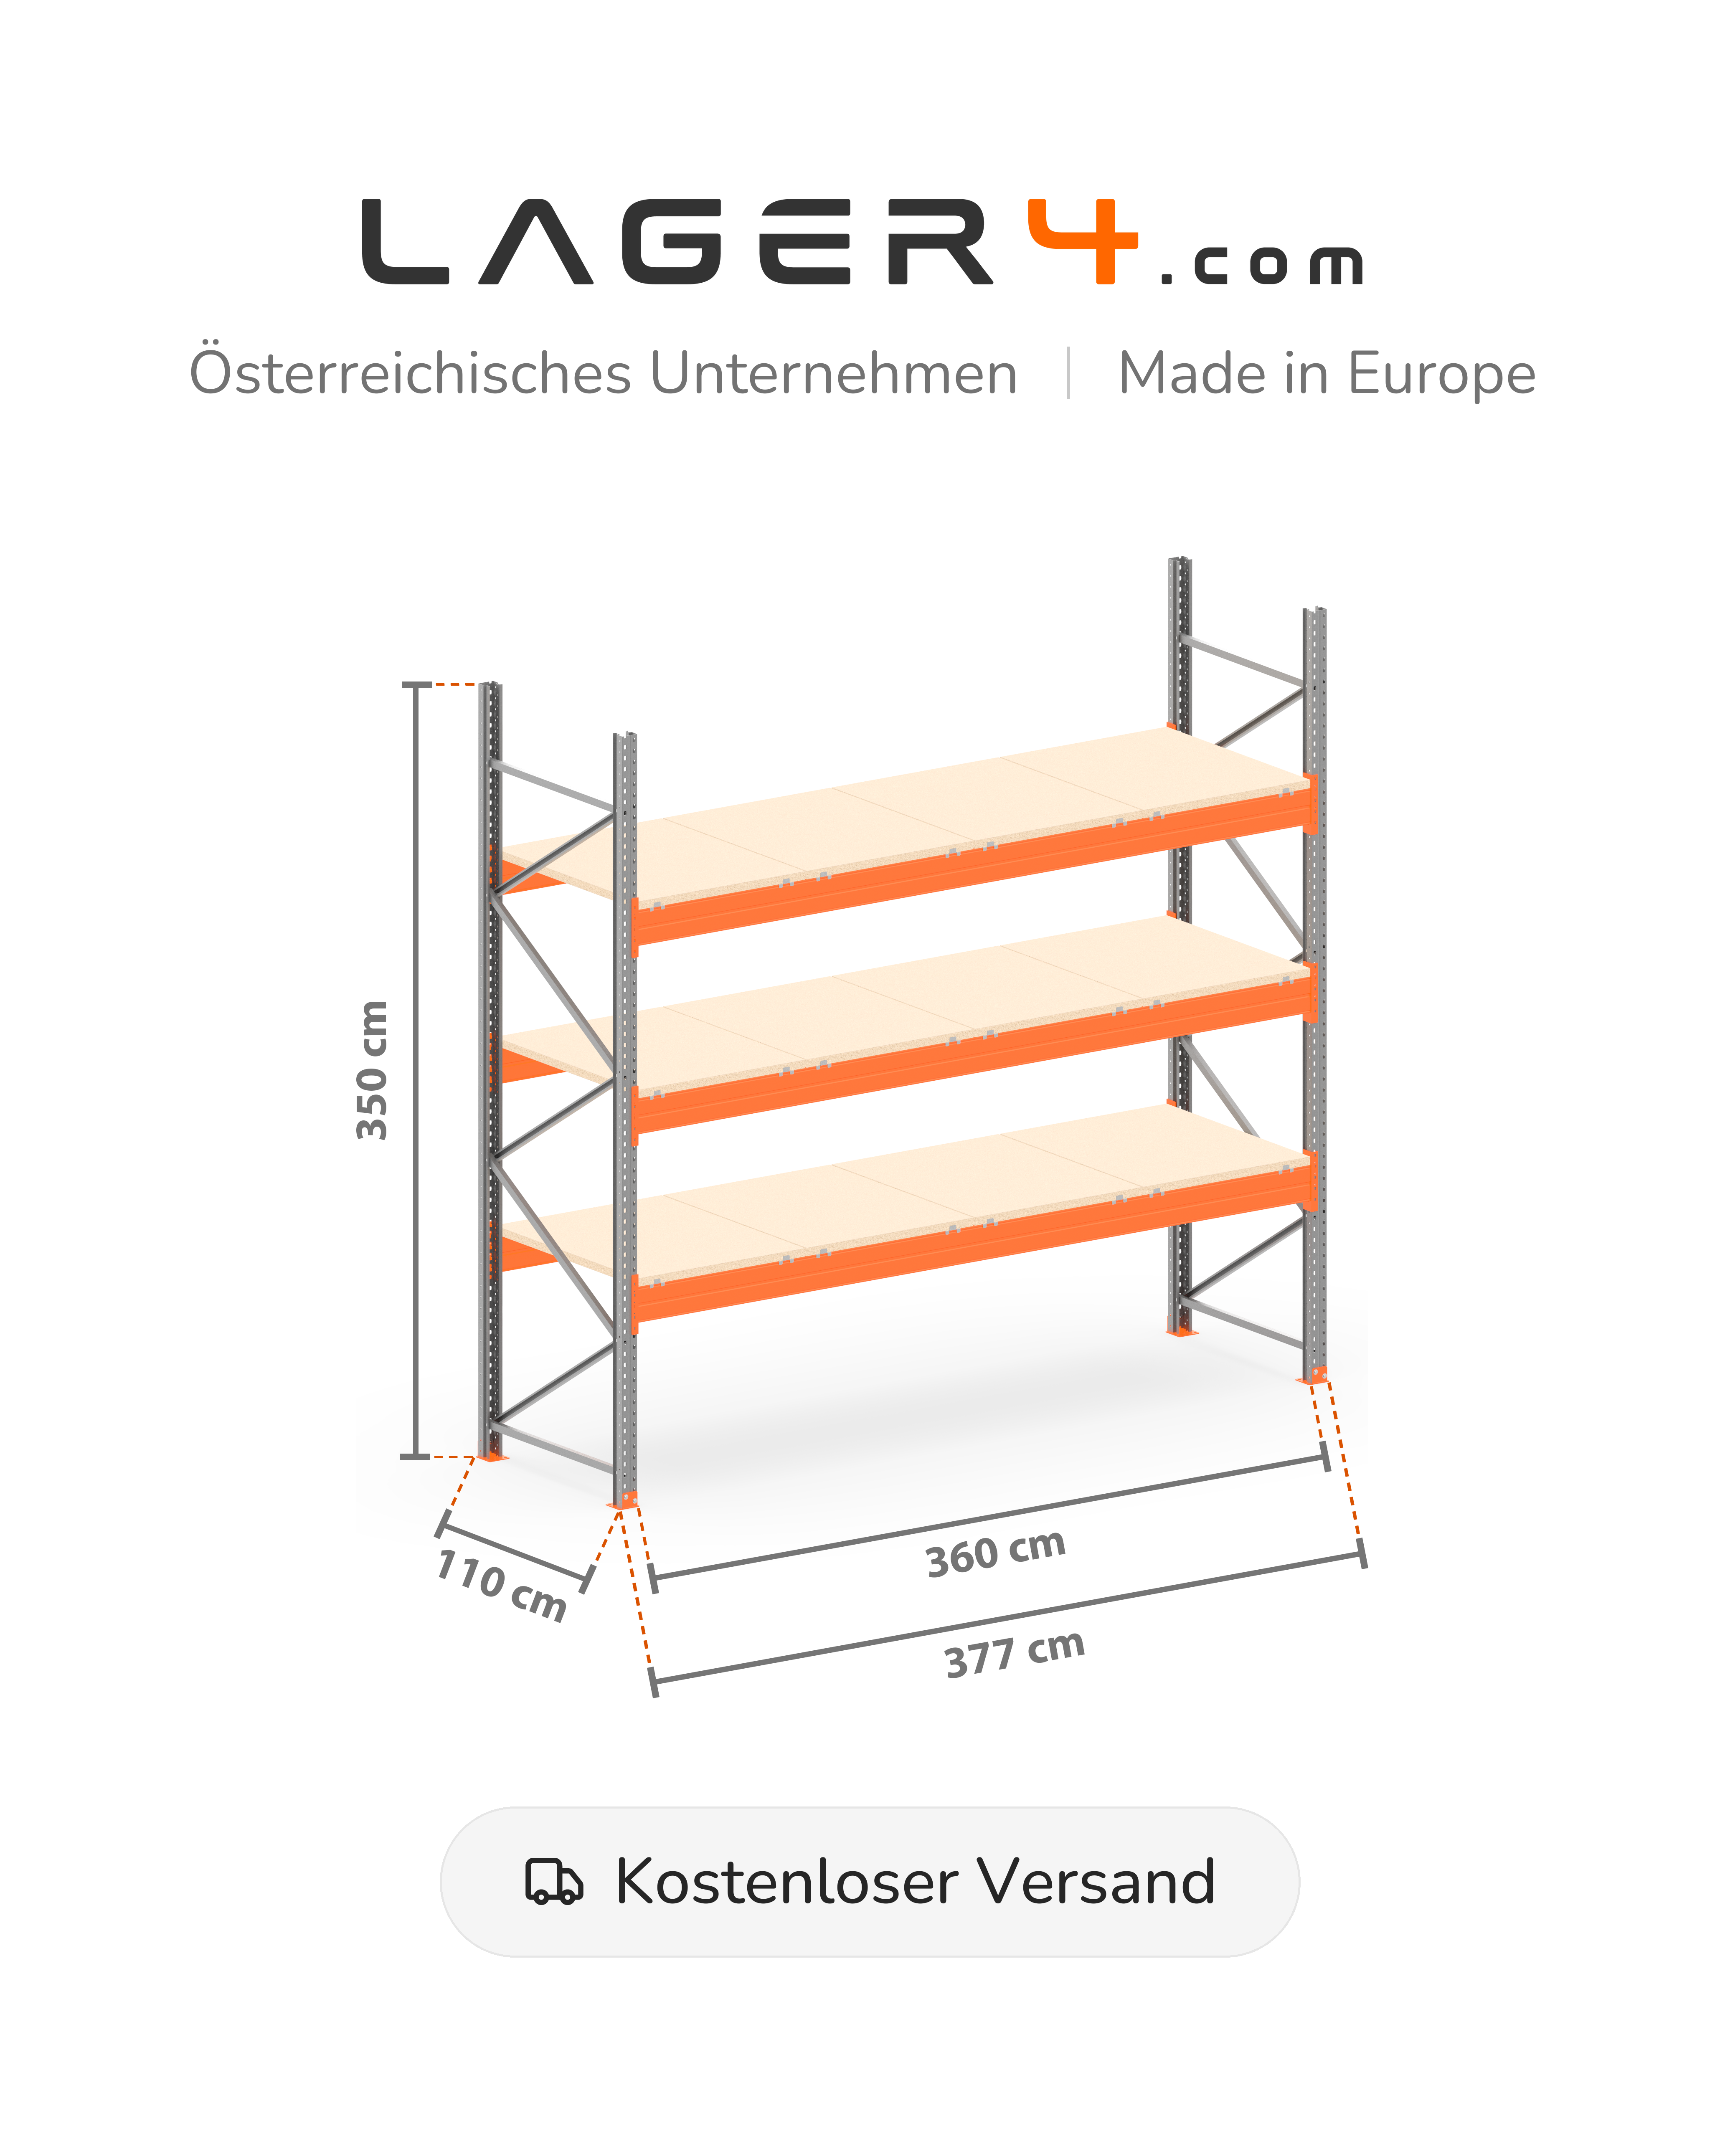 LAGER4.com
Österreichisches Unternehmen | Made in Europe
350 cm
110 cm
360 cm
377 cm
Kostenloser Versand